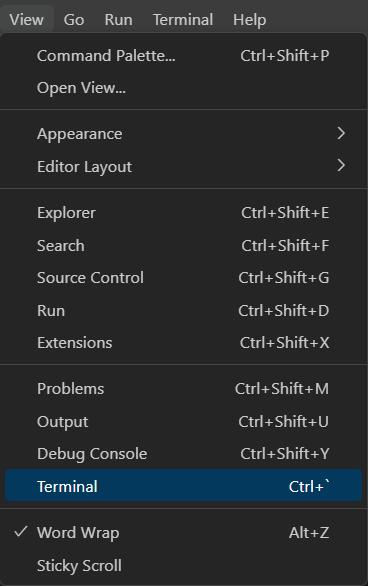 View Go Run Terminal Help
Command Palette... Ctrl+Shift+P
Open View...
Appearance
Editor Layout
Explorer Ctrl+Shift+E
Search Ctrl+Shift+F
Source Control Ctrl+Shift+G
Run Ctrl+Shift+D
Extensions Ctrl+Shift+X
Problems Ctrl+Shift+M
Output Ctrl+Shift+U
Debug Console Ctrl+Shift+Y
Terminal Ctrl+`
Word Wrap Alt+Z
Sticky Scroll